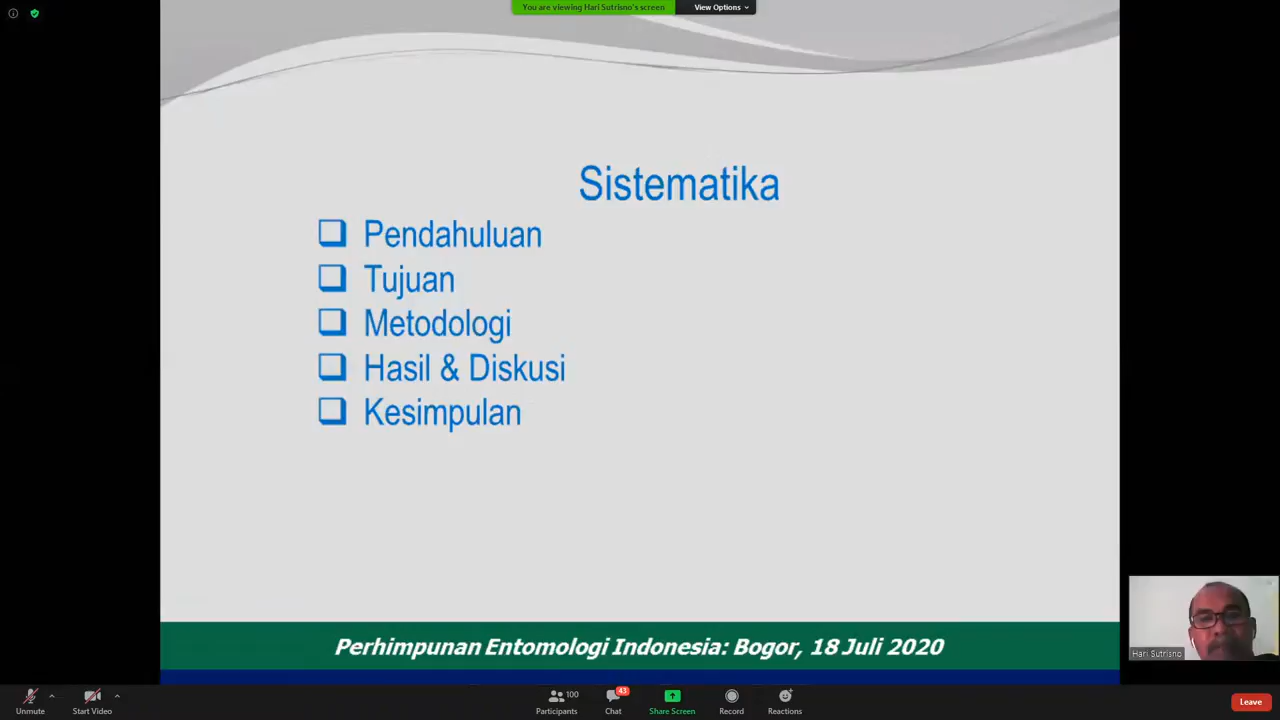 You are viewing Hari Sutrisno's screen
View Options
Sistematika
Pendahuluan
Tujuan
Metodologi
Hasil & Diskusi
Kesimpulan
Perhimpunan Entomologi Indonesia: Bogor, 18 Juli 2020
Hari Sutrisno
100
43
Unmute
Start Video
Participants
Chat
Share Screen
Record
Reactions
Leave